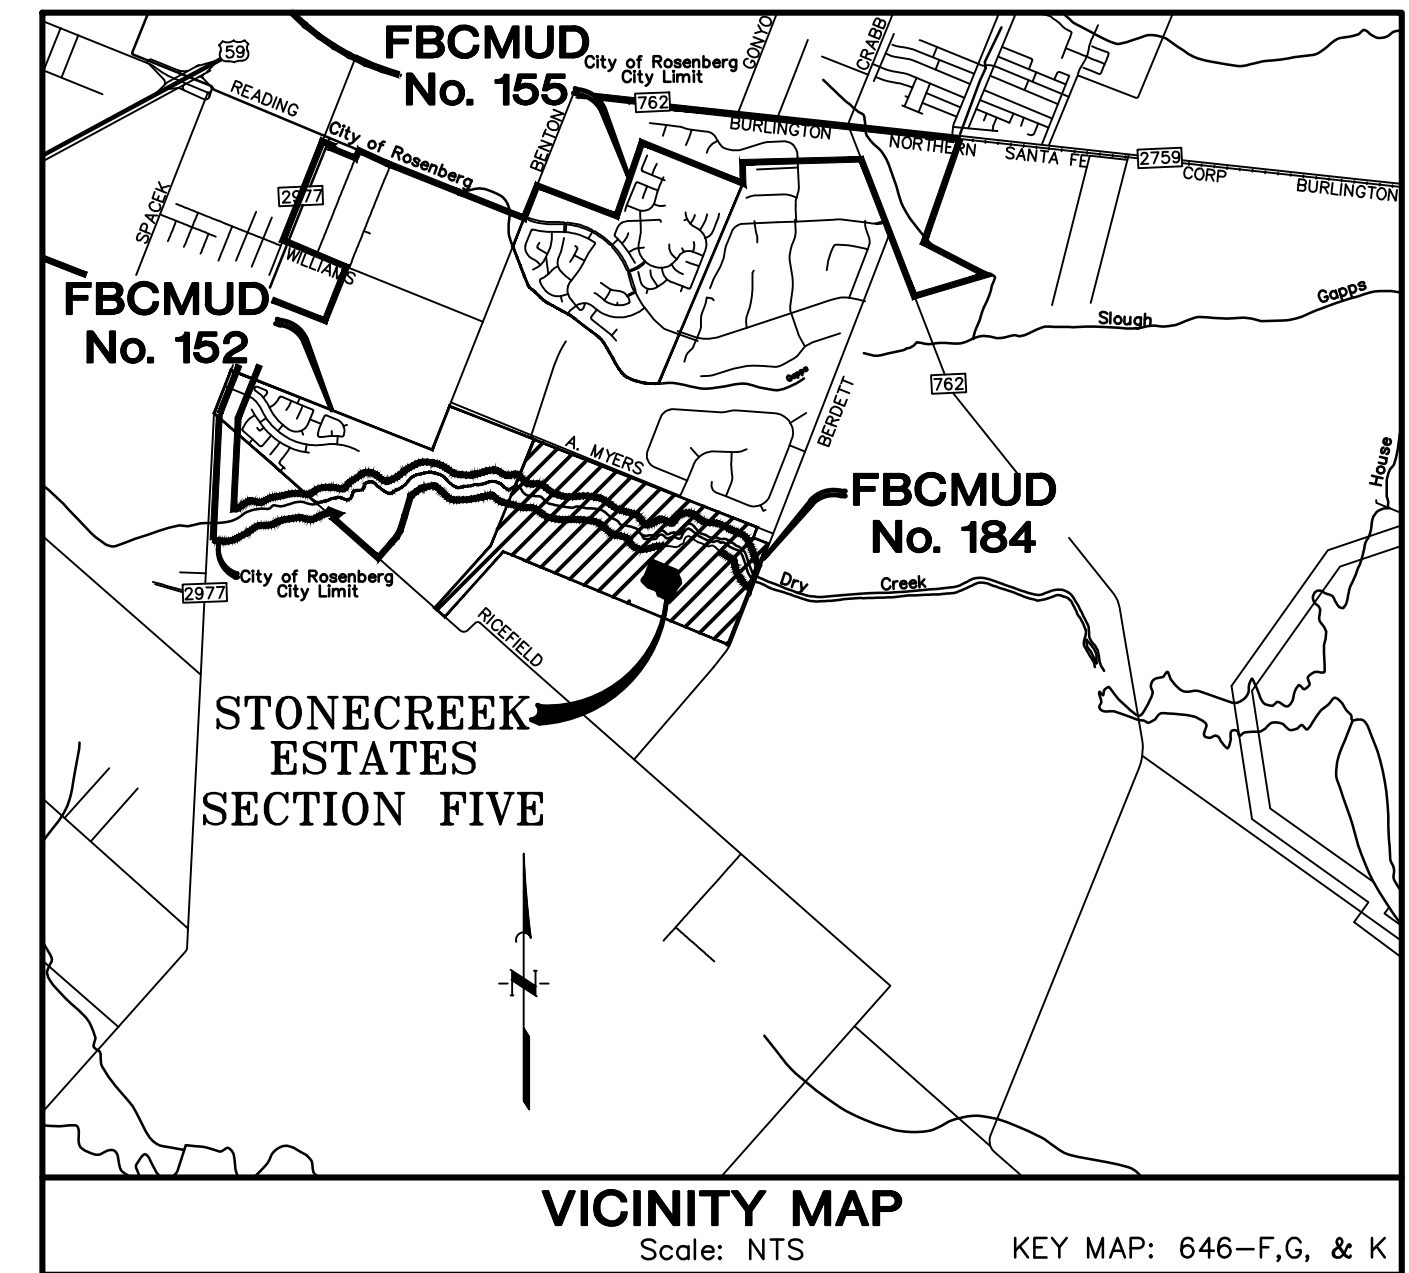 FBCMUD
No. 155
City of Rosenberg
City Limit
GONYO
CRABB
59
762
READING
City of Rosenberg
BENTON
BURLINGTON
NORTHERN
SANTA FE
2759
CORP
BURLINGTON
2977
SPACEK
WILLIAMS
FBCMUD
No. 152
Gapps
Slough
Gapps
762
BERDETT
A. MYERS
House
FBCMUD
No. 184
City of Rosenberg
City Limit
2977
Dry
Creek
RICEFIELD
STONECREEK
ESTATES
SECTION FIVE
N
VICINITY MAP
Scale: NTS
KEY MAP: 646-F,G, & K